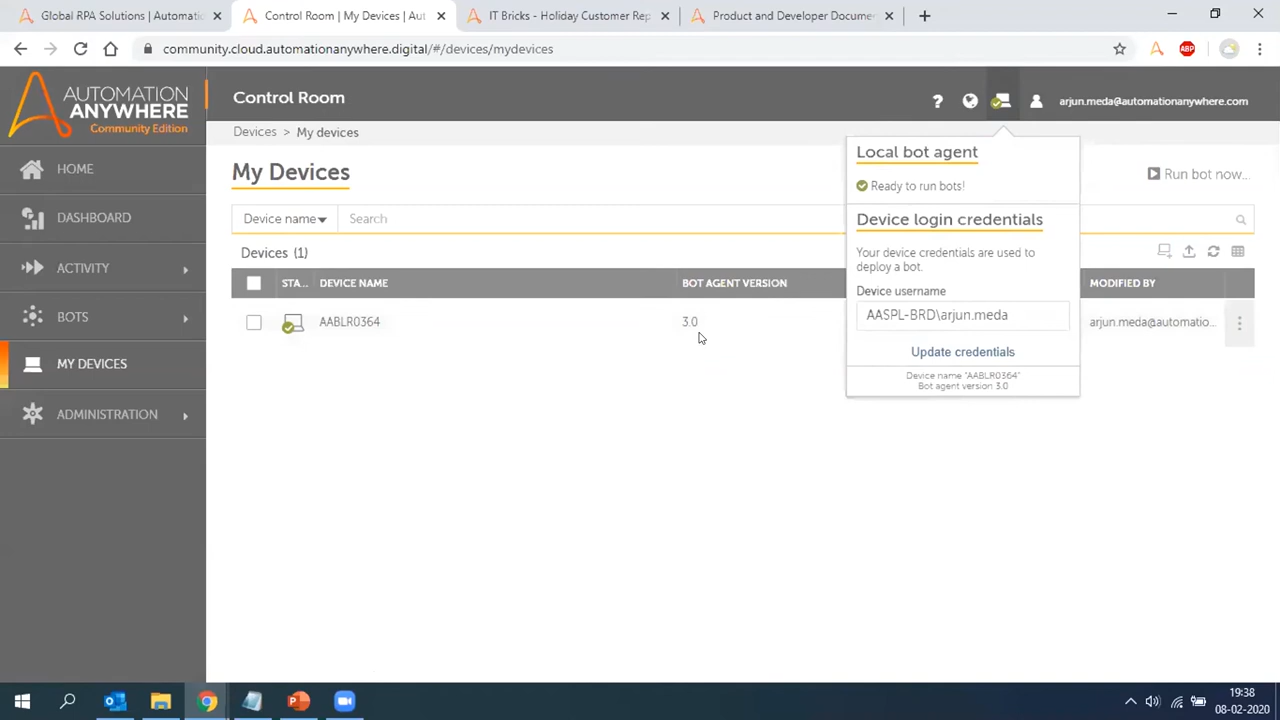 Global RPA Solutions | Automatic
Control Room | My Devices | Aut
IT Bricks - Holiday Customer Rep
Product and Developer Docume
community.cloud.automationanywhere.digital/#/devices/mydevices
ABP
AUTOMATION
ANYWHERE
Community Edition
Control Room
?
arjun.meda@automationanywhere.com
Devices > My devices
My Devices
Run bot now...
Device name
Search
Devices (1)
STA...
DEVICE NAME
BOT AGENT VERSION
MODIFIED BY
AABLR0364
3.0
arjun.meda@automatio...
Local bot agent
Ready to run bots!
Device login credentials
Your device credentials are used to
deploy a bot.
Device username
AASPL-BRD\arjun.meda
Update credentials
Device name "AABLR0364"
Bot agent version 3.0
HOME
DASHBOARD
ACTIVITY
BOTS
MY DEVICES
ADMINISTRATION
19:38
08-02-2020